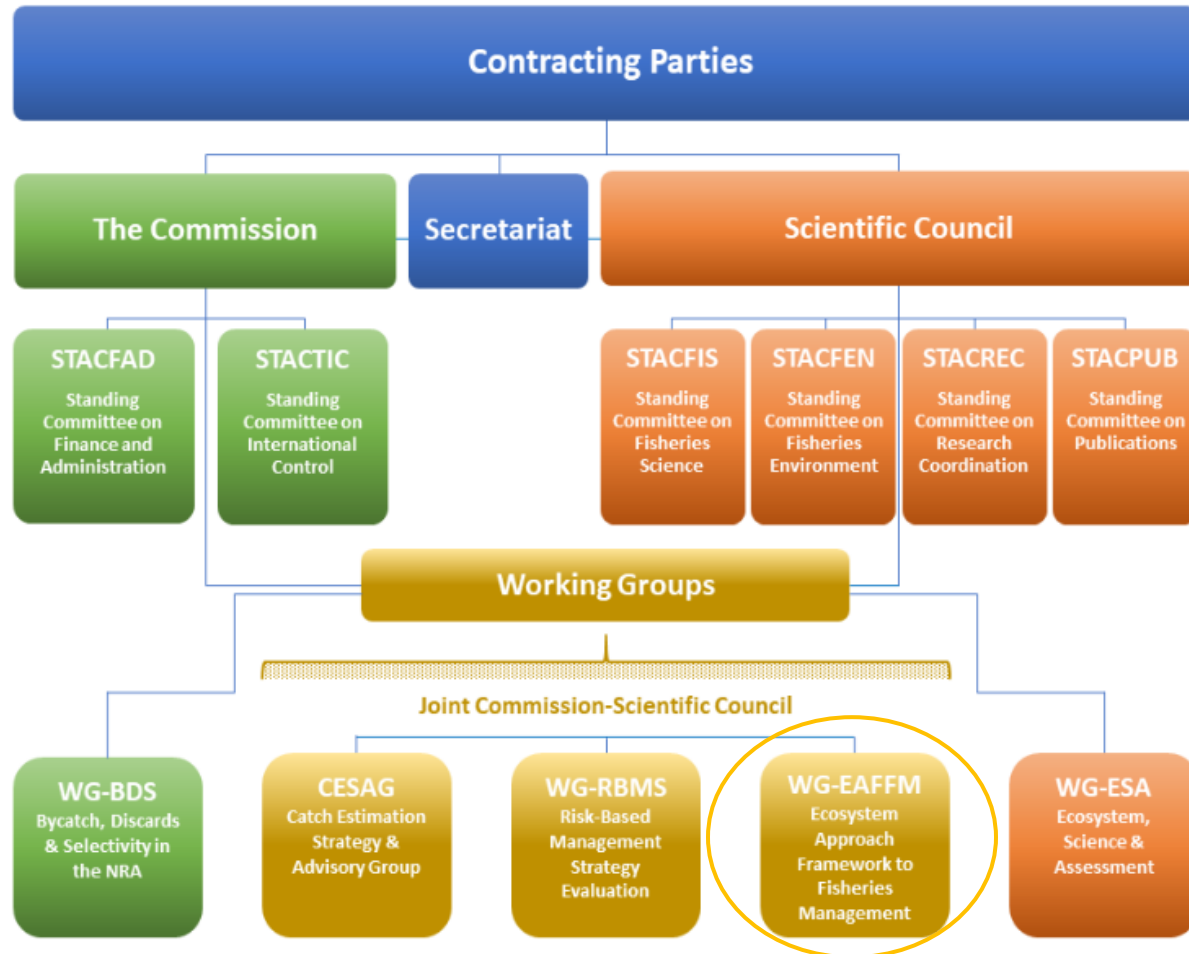 Contracting Parties
The Commission
Secretariat
Scientific Council
STACFAD
Standing
Committee on
Finance and
Administration
STACTIC
Standing
Committee on
International
Control
STACFIS
Standing
Committee on
Fisheries
Science
STACFEN
Standing
Committee on
Fisheries
Environment
STACREC
Standing
Committee on
Research
Coordination
STACPUB
Standing
Committee on
Publications
Working Groups
Joint Commission-Scientific Council
WG-BDS
Bycatch, Discards
& Selectivity in
the NRA
CESAG
Catch Estimation
Strategy &
Advisory Group
WG-RBMS
Risk-Based
Management
Strategy
Evaluation
WG-EAFFM
Ecosystem
Approach
Framework to
Fisheries
Management
WG-ESA
Ecosystem,
Science &
Assessment